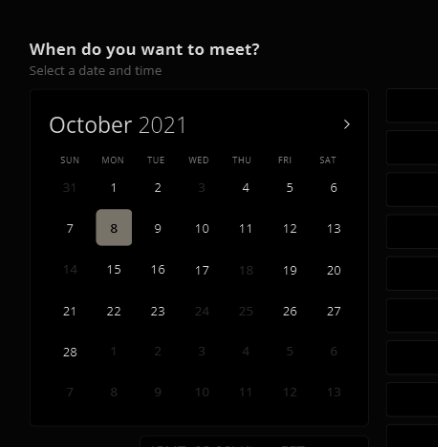 When do you want to meet?
Select a date and time
October 2021
SUN MON TUE WED THU FRI SAT
31 1 2 3 4 5 6
7 8 9 10 11 12 13
14 15 16 17 18 19 20
21 22 23 24 25 26 27
28 1 2 3 4 5 6
7 8 9 10 11 12 13